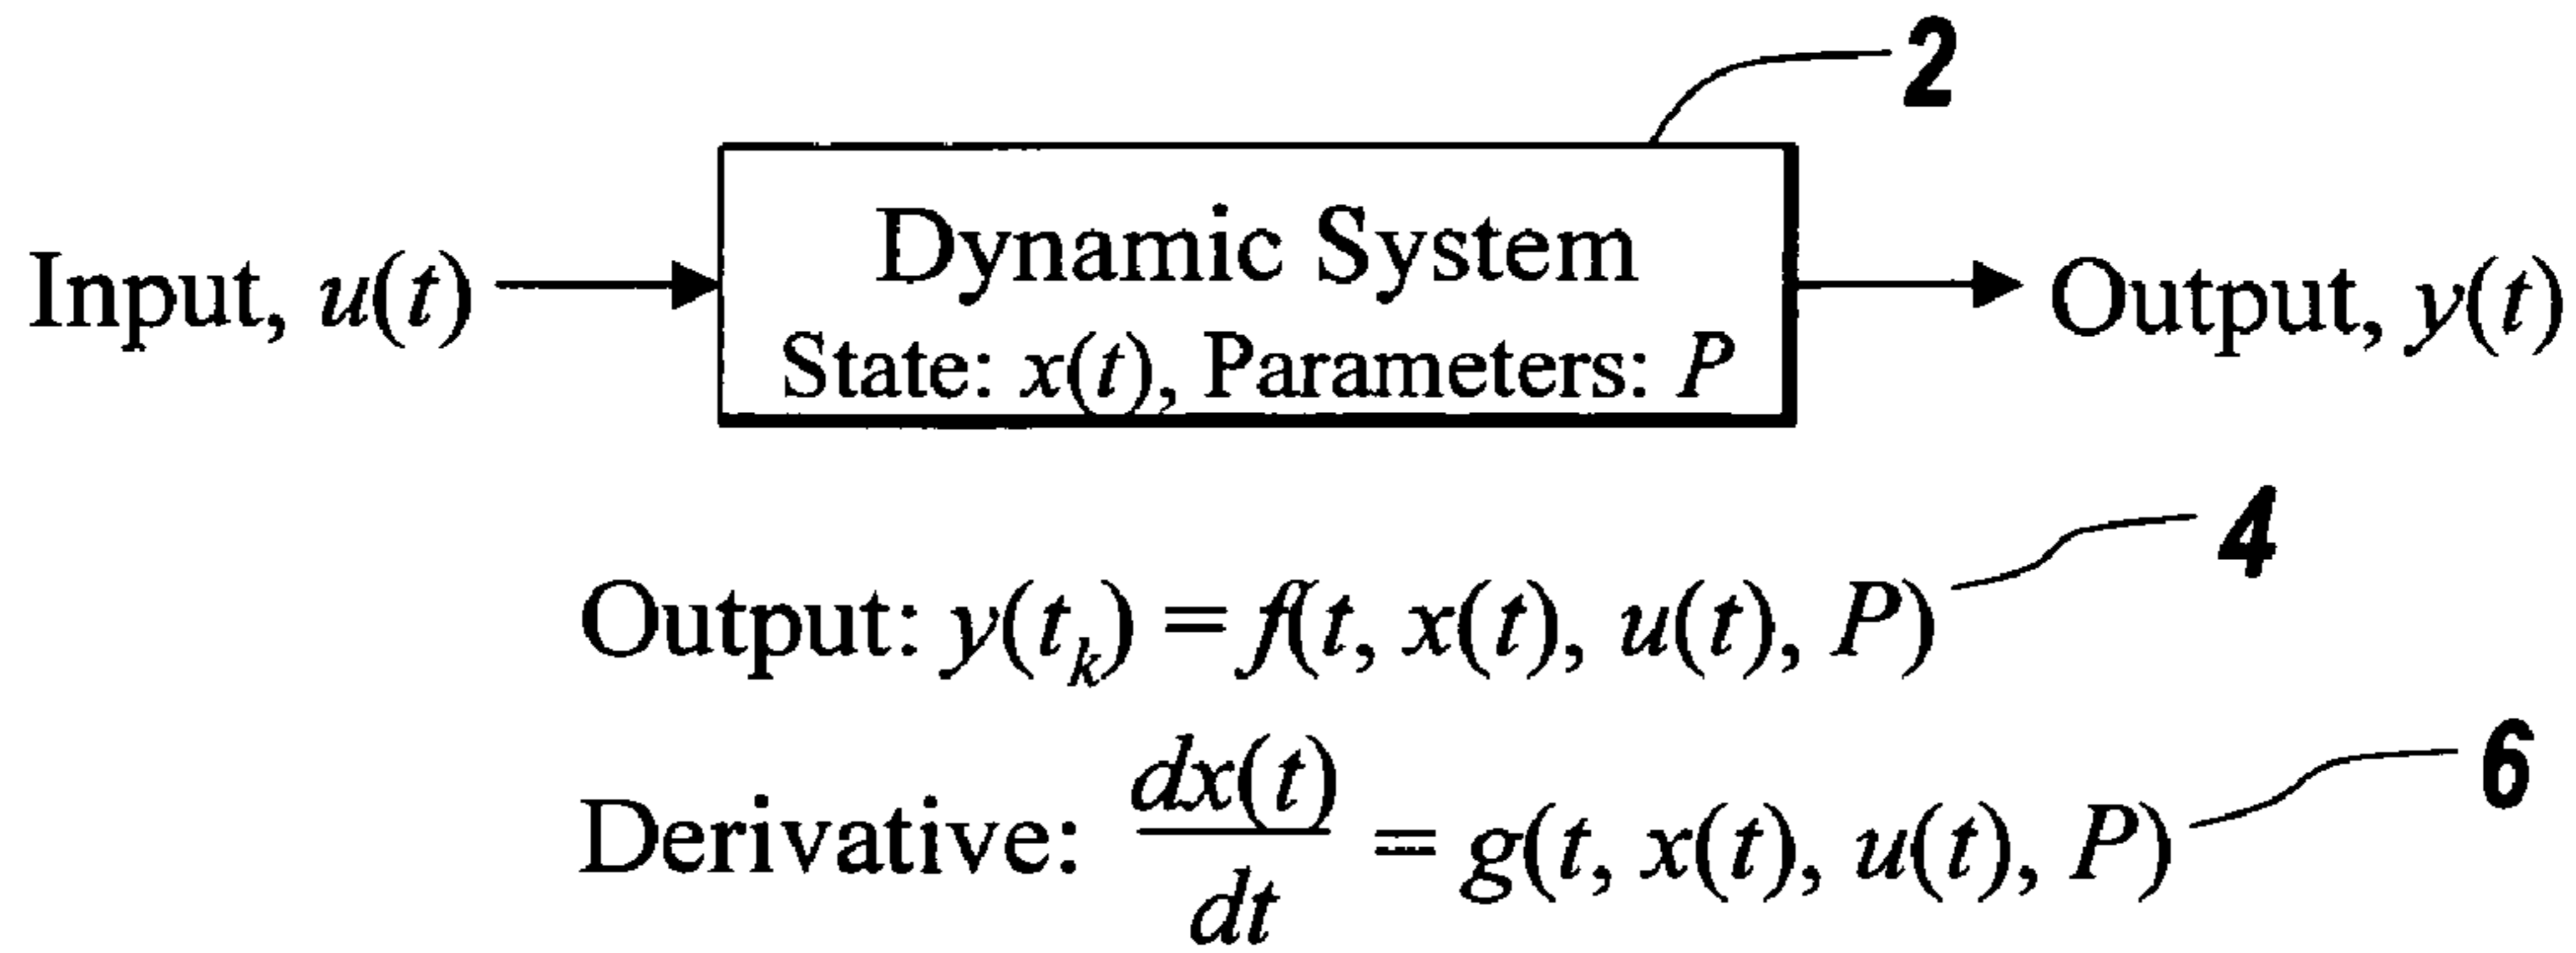 2
Input, u(t)
Dynamic System
State: x(t), Parameters: P
Output, y(t)
4
Output: y(t_k) = f(t, x(t), u(t), P)
6
Derivative: dx(t)/dt = g(t, x(t), u(t), P)